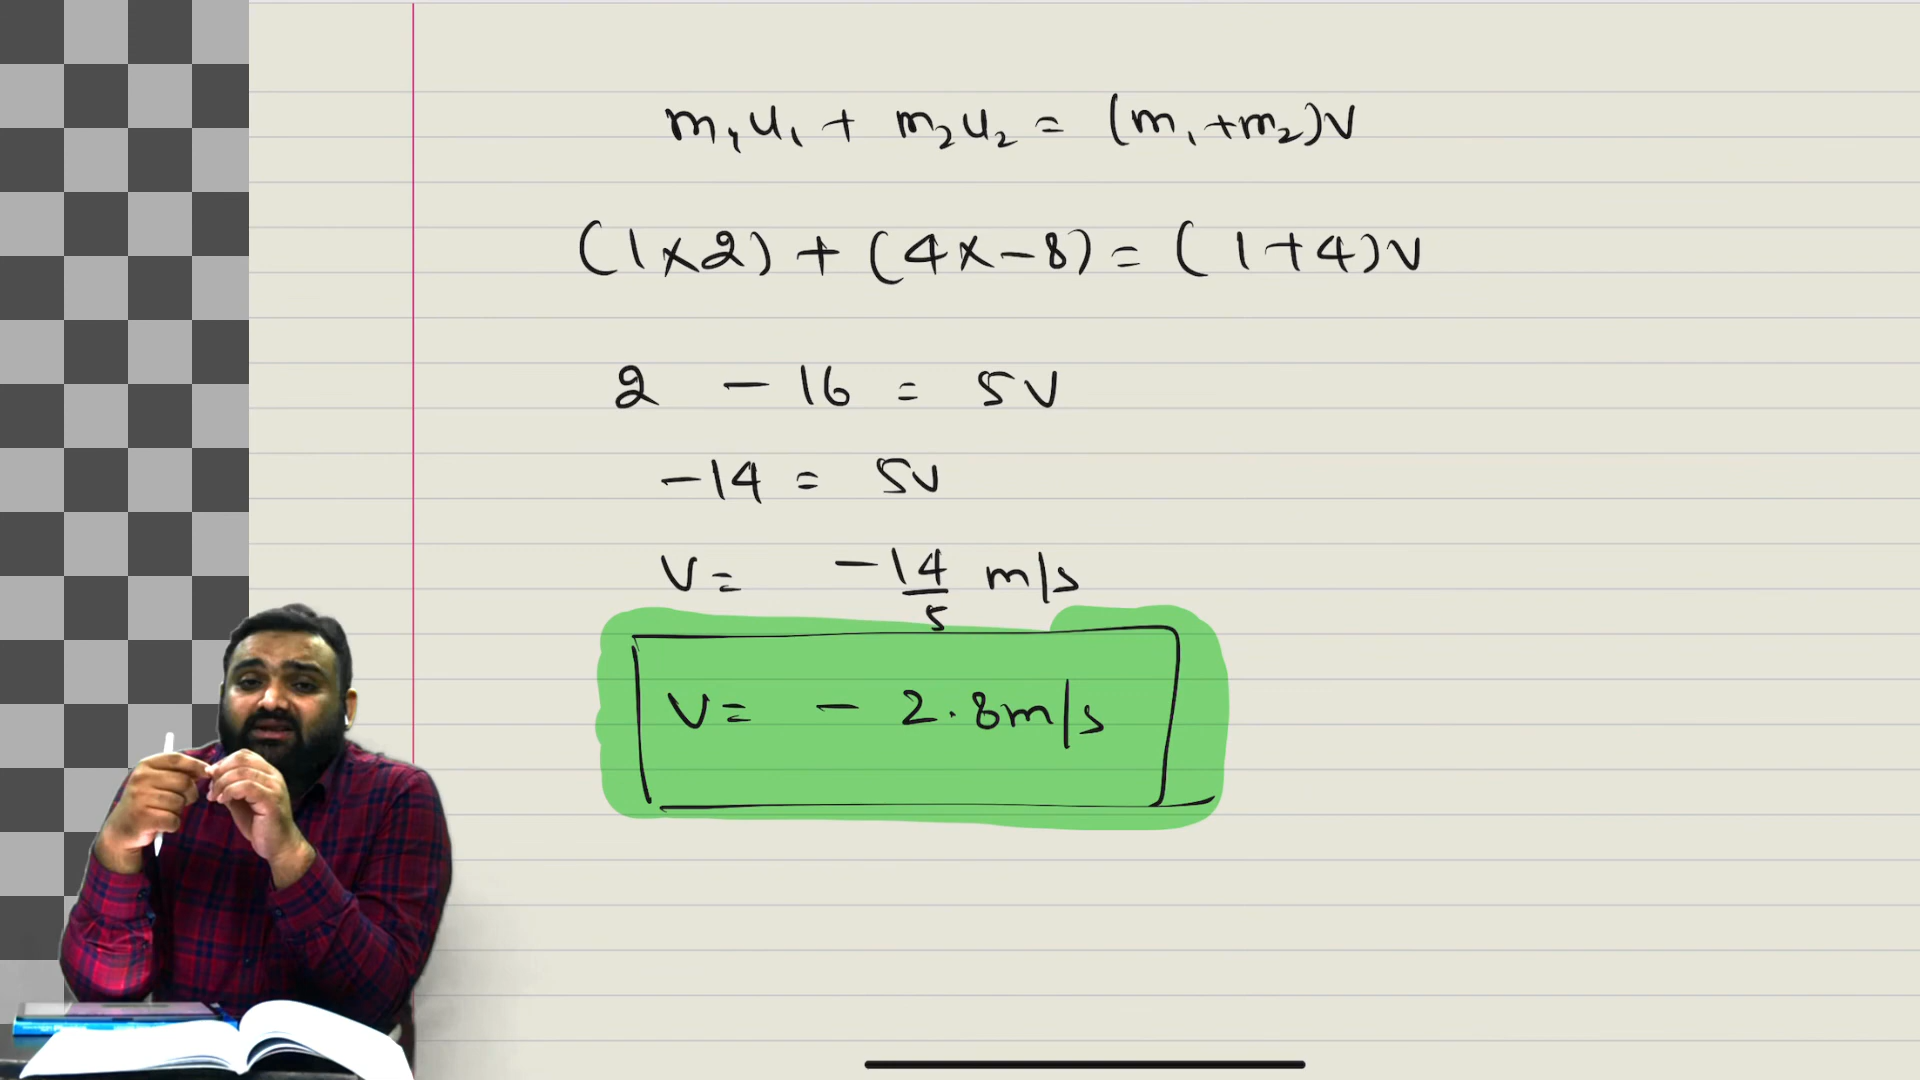 m₁u₁ + m₂u₂ = (m₁+m₂)v
(1×2) + (4×-8) = (1+4)v
2 - 16 = 5v
-14 = 5v
v = -14/5 m/s
v = - 2.8m/s